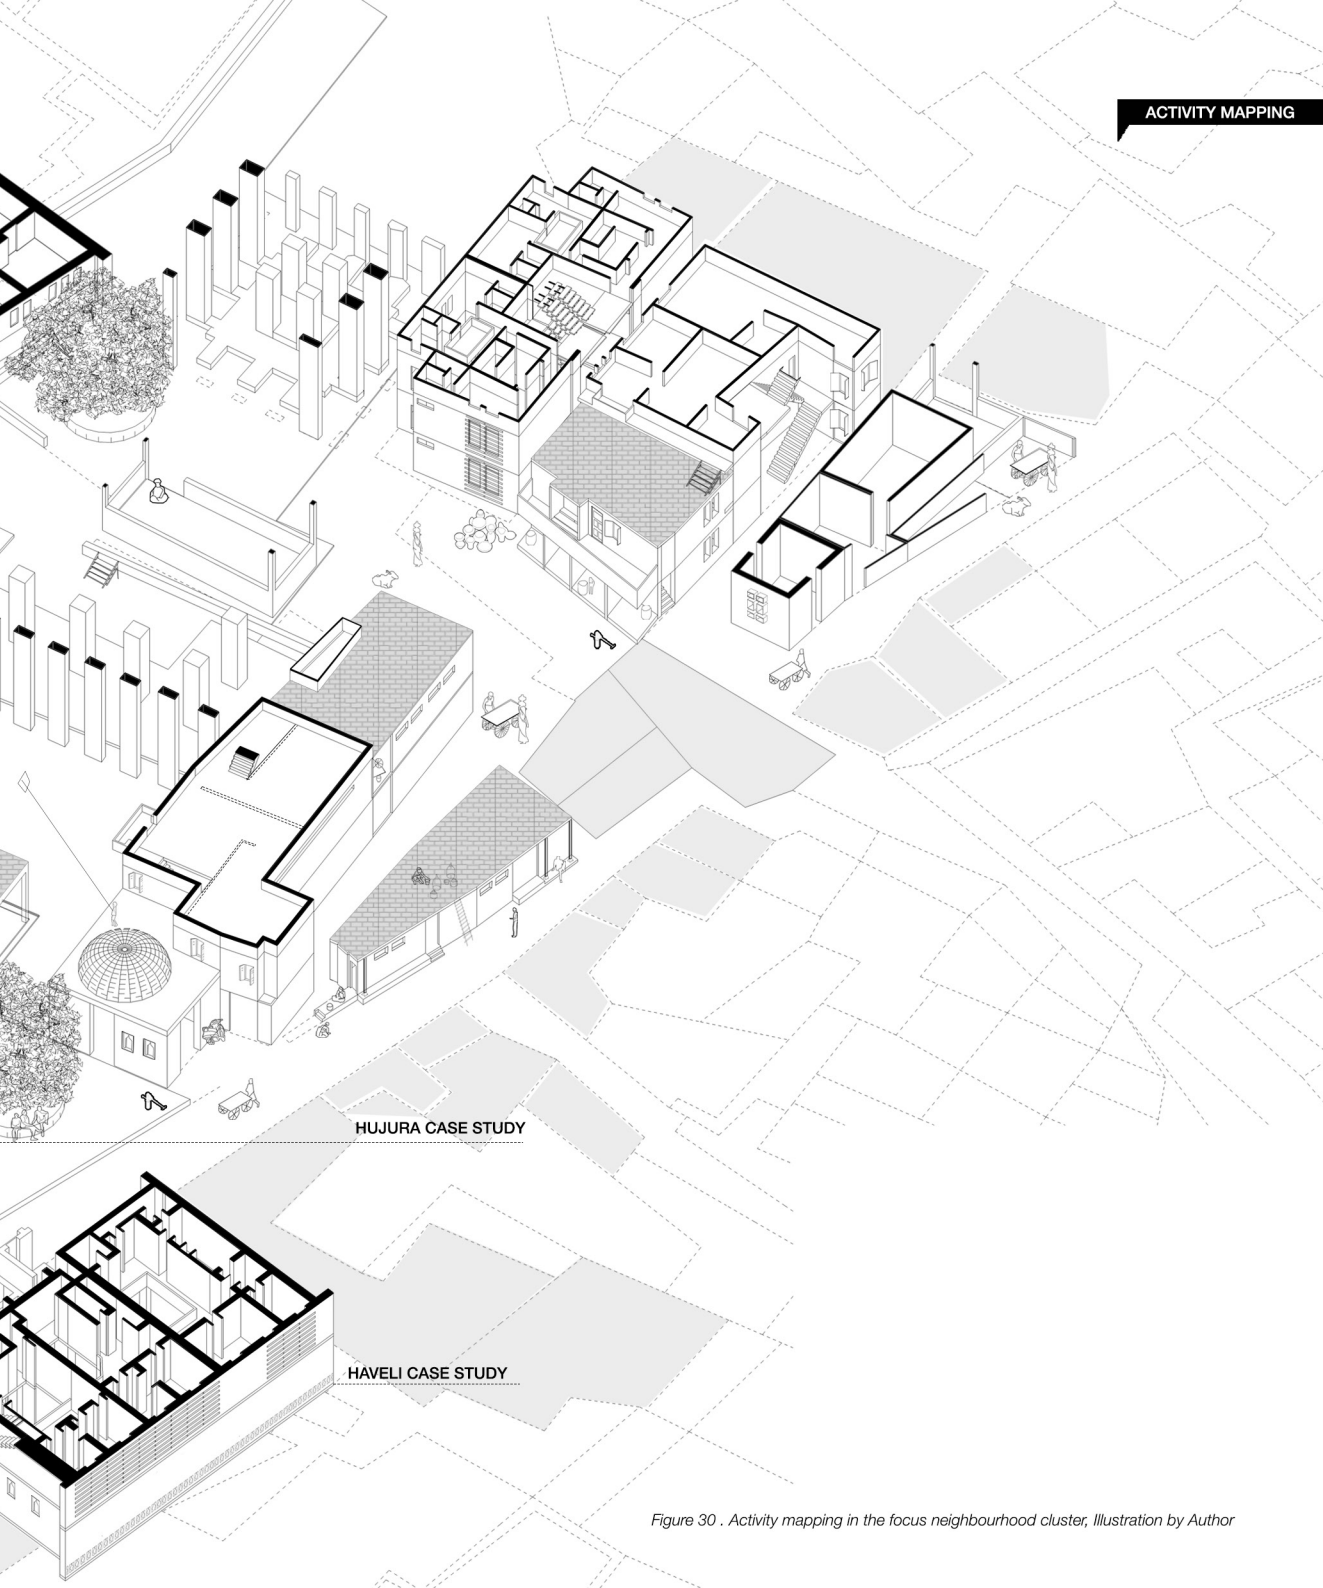 ACTIVITY MAPPING
HUJURA CASE STUDY
HAVELI CASE STUDY
Figure 30 . Activity mapping in the focus neighbourhood cluster, Illustration by Author